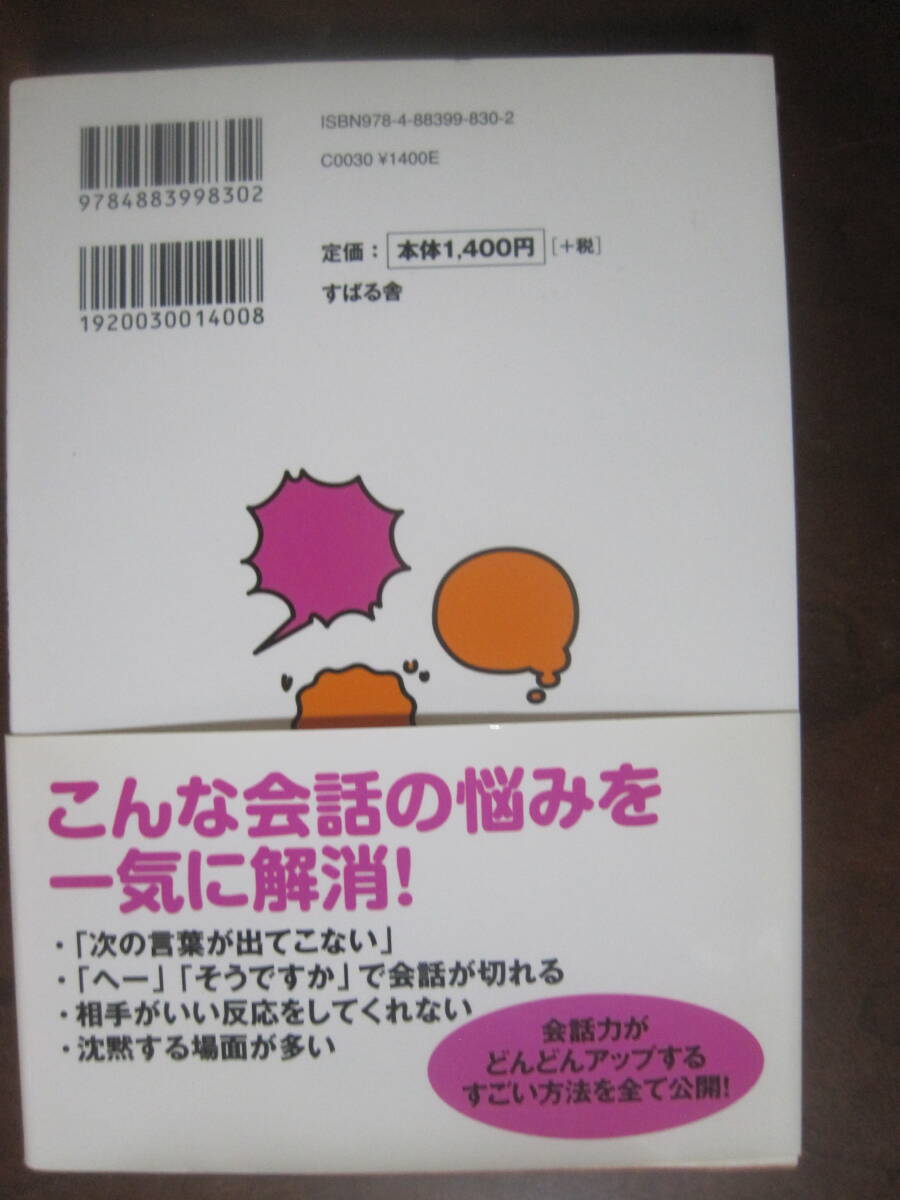 ISBN978-4-88399-830-2
C0030 ¥1400E
9784883998302
定価：本体1,400円［+税］
すばる舎
1920030014008
こんな会話の悩みを
一気に解消！
・「次の言葉が出てこない」
・「へー」「そうですか」で会話が切れる
・相手がいい反応をしてくれない
・沈黙する場面が多い
会話力が
どんどんアップする
すごい方法を全て公開！